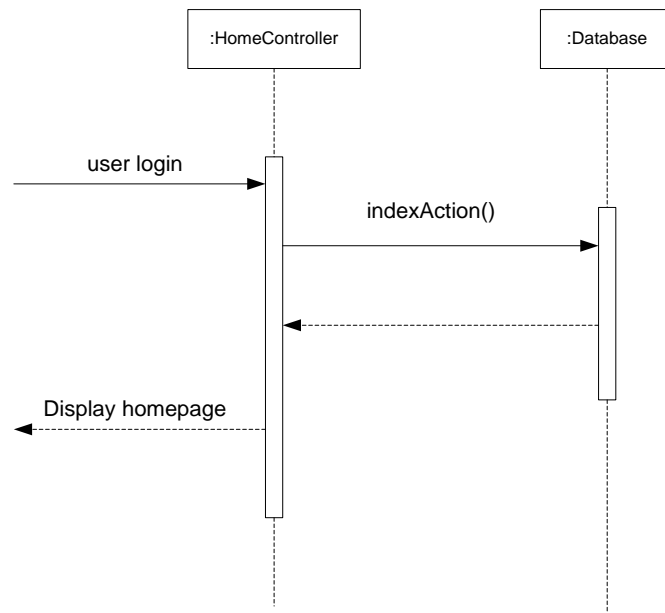 :HomeController
:Database
user login
indexAction()
Display homepage